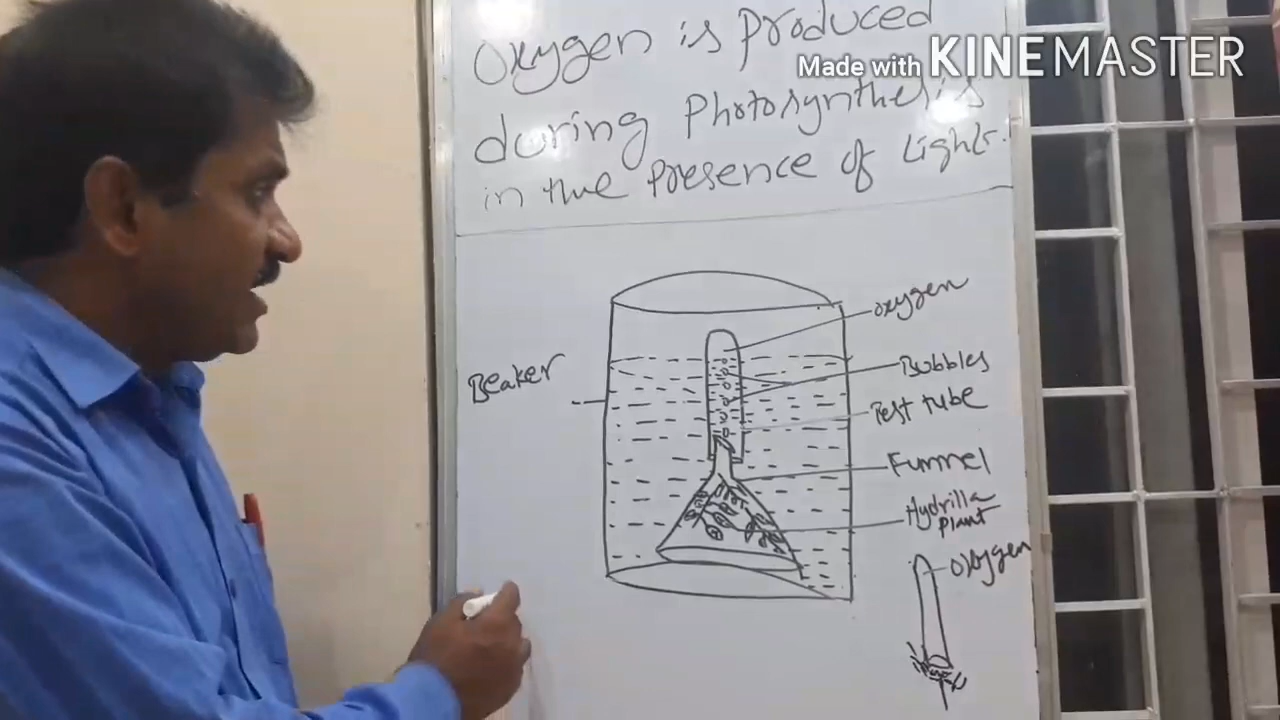 Oxygen is Produced
Made with KINEMASTER
during Photosynthesis
in the presence of Light.
oxygen
Beaker
Bubbles
Test tube
Funnel
Hydrilla
plant
oxygen